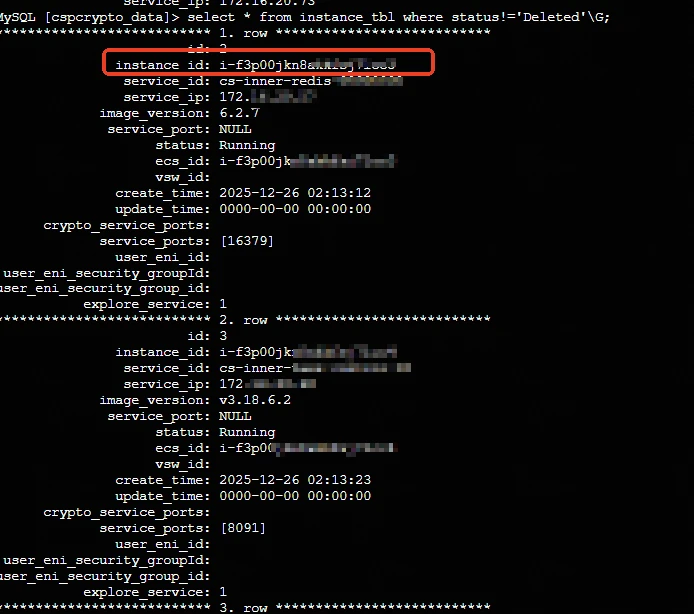 service_ip: 172.16.20.73
MySQL [cspcrypto_data]> select * from instance_tbl where status!='Deleted'\G;
*************************** 1. row ***************************
id: 2
instance_id: i-f3p00jkn8
service_id: cs-inner-redis
service_ip: 172.
image_version: 6.2.7
service_port: NULL
status: Running
ecs_id: i-f3p00jk
vsw_id:
create_time: 2025-12-26 02:13:12
update_time: 0000-00-00 00:00:00
crypto_service_ports:
service_ports: [16379]
user_eni_id:
user_eni_security_groupId:
user_eni_security_group_id:
explore_service: 1
*************************** 2. row ***************************
id: 3
instance_id: i-f3p00jk
service_id: cs-inner-
service_ip: 172.
image_version: v3.18.6.2
service_port: NULL
status: Running
ecs_id: i-f3p00
vsw_id:
create_time: 2025-12-26 02:13:23
update_time: 0000-00-00 00:00:00
crypto_service_ports:
service_ports: [8091]
user_eni_id:
user_eni_security_groupId:
user_eni_security_group_id:
explore_service: 1
*************************** 3. row ***************************